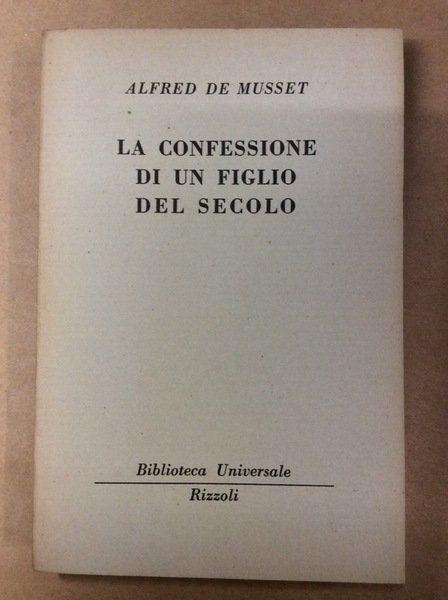 ALFRED DE MUSSET
LA CONFESSIONE
DI UN FIGLIO
DEL SECOLO
Biblioteca Universale
Rizzoli